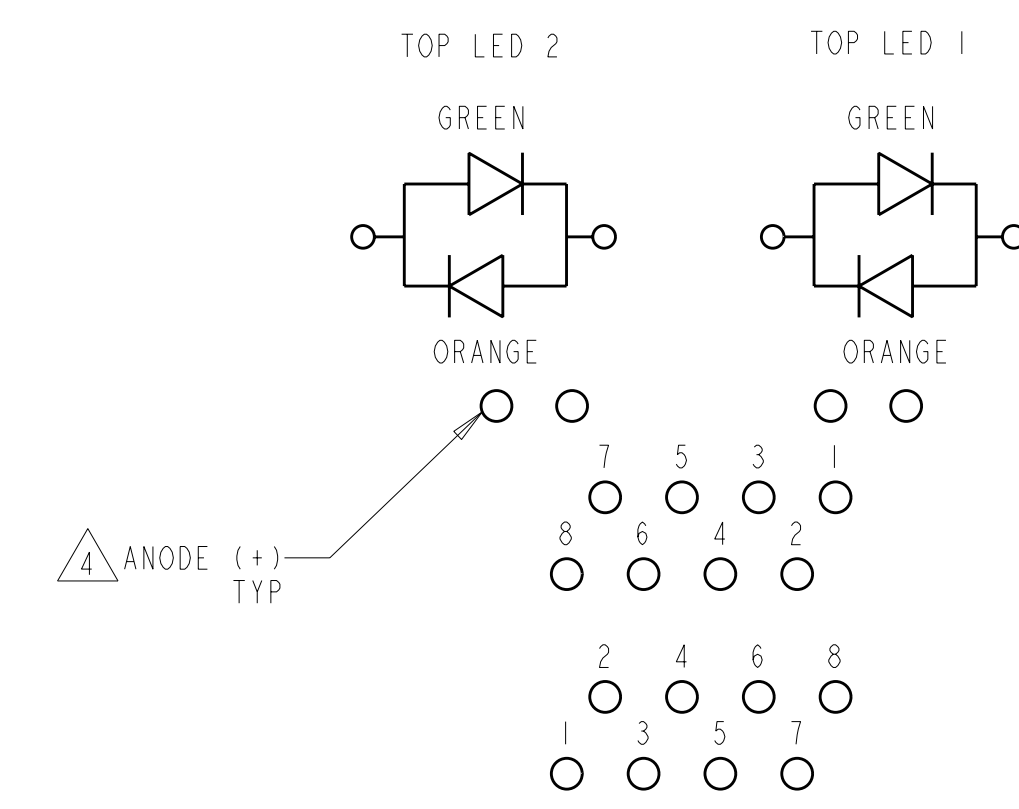 TOP LED 2
TOP LED 1
GREEN
GREEN
ORANGE
ORANGE
7 5 3 1
8 6 4 2
4 ANODE (+)
TYP
2 4 6 8
1 3 5 7